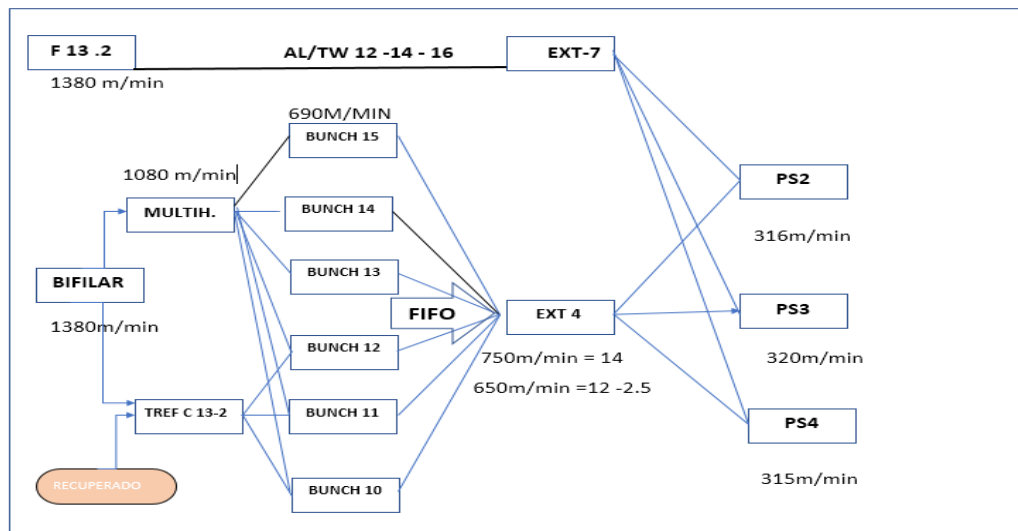 F 13 .2
AL/TW 12 -14 - 16
EXT-7
1380 m/min
690M/MIN
BUNCH 15
1080 m/min
MULTIH.
BUNCH 14
PS2
316m/min
BUNCH 13
BIFILAR
1380m/min
FIFO
EXT 4
PS3
320m/min
BUNCH 12
750m/min = 14
650m/min =12 -2.5
TREF C 13-2
BUNCH 11
PS4
315m/min
RECUPERADO
BUNCH 10